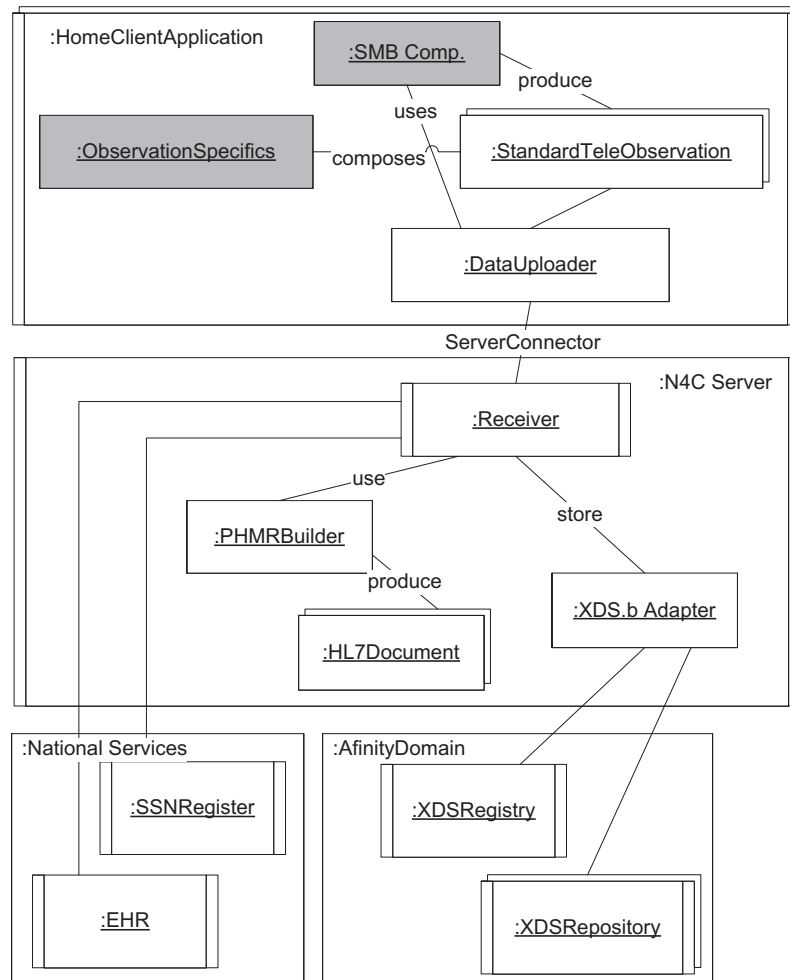 :HomeClientApplication
:SMB Comp.
produce
uses
:ObservationSpecifics
composes
:StandardTeleObservation
:DataUploader
ServerConnector
:N4C Server
:Receiver
use
store
:PHMRBuilder
produce
:XDS.b Adapter
:HL7Document
:National Services
:AfinityDomain
:SSNRegister
:XDSRegistry
:EHR
:XDSRepository